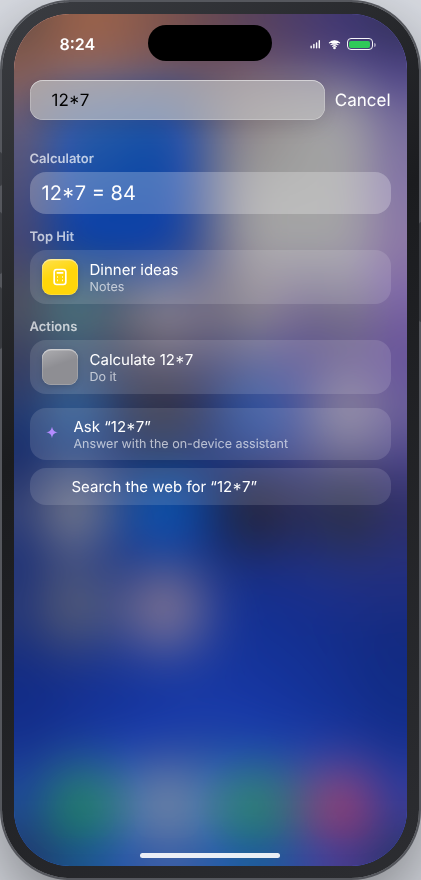 8:24
12*7
Cancel
Calculator
12*7 = 84
Top Hit
Dinner ideas
Notes
Actions
Calculate 12*7
Do it
Ask “12*7”
Answer with the on-device assistant
Search the web for “12*7”